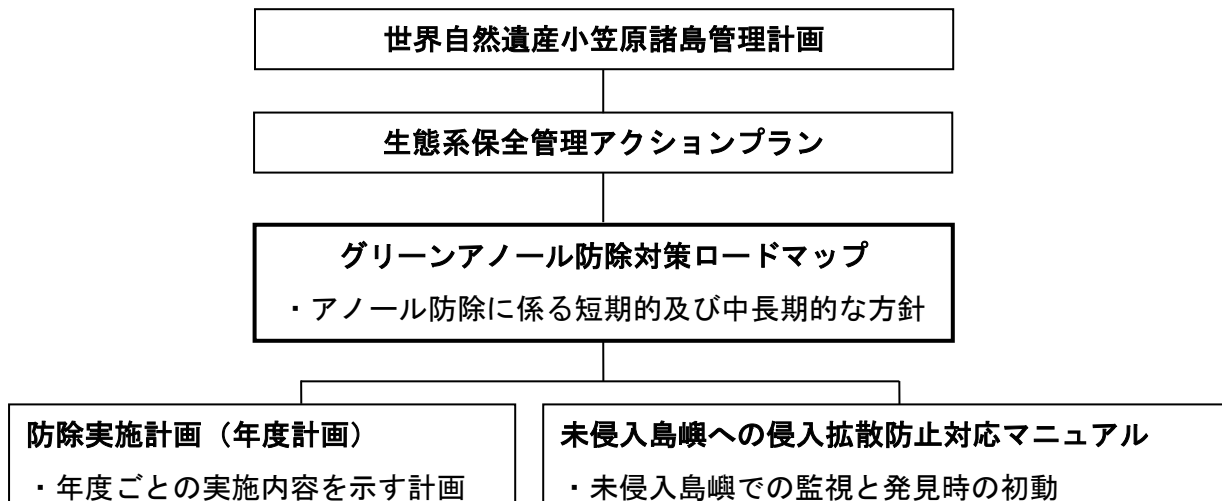 世界自然遺産小笠原諸島管理計画
生態系保全管理アクションプラン
グリーンアノール防除対策ロードマップ
・アノール防除に係る短期的及び中長期的な方針
防除実施計画（年度計画）
・年度ごとの実施内容を示す計画
未侵入島嶼への侵入拡散防止対応マニュアル
・未侵入島嶼での監視と発見時の初動